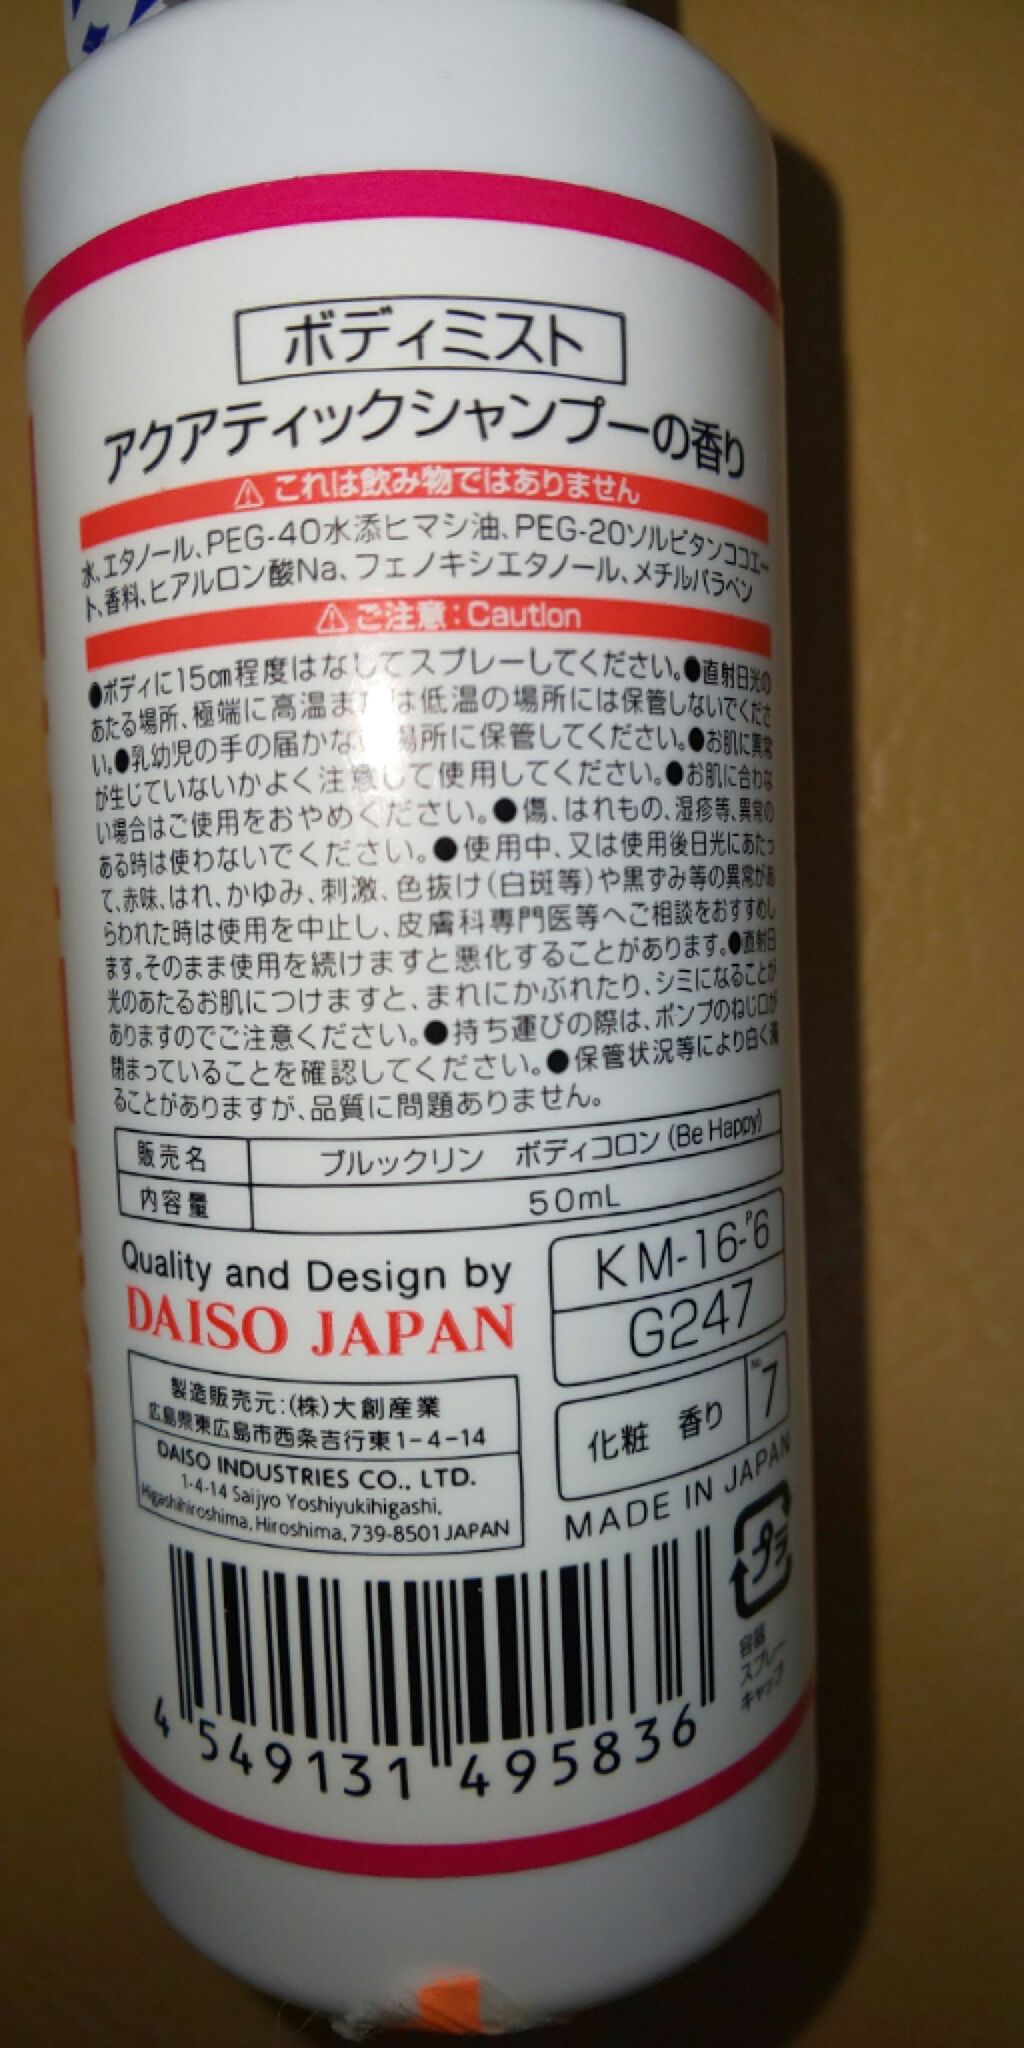 ボディミスト
アクアティックシャンプーの香り
⚠これは飲み物ではありません
水、エタノール、PEG-40水添ヒマシ油、PEG-20ソルビタンココエー
ト、香料、ヒアルロン酸Na、フェノキシエタノール、メチルパラベン
⚠ご注意:Caution
●ボディに15cm程度はなしてスプレーしてください。●直射日光の
あたる場所、極端に高温または低温の場所には保管しないでくださ
い。●乳幼児の手の届かない場所に保管してください。●お肌に異常
が生じていないかよく注意して使用してください。●お肌に合わな
い場合はご使用をおやめください。●傷、はれもの、湿疹等、異常の
ある時は使わないでください。●使用中、又は使用後日光にあたっ
て、赤味、はれ、かゆみ、刺激、色抜け(白斑等)や黒ずみ等の異常があ
らわれた時は使用を中止し、皮膚科専門医等へご相談をおすすめし
ます。そのまま使用を続けますと悪化することがあります。●直射日
光のあたるお肌につけますと、まれにかぶれたり、シミになることが
ありますのでご注意ください。●持ち運びの際は、ポンプのねじ口が
閉まっていることを確認してください。●保管状況等により白く濁
ることがありますが、品質に問題ありません。
販売名 ブルックリン ボディコロン(Be Happy)
内容量 50mL
Quality and Design by
DAISO JAPAN
KM-16-P6
G247
製造販売元:(株)大創産業
広島県東広島市西条吉行東1-4-14
DAISO INDUSTRIES CO., LTD.
1-4-14 Saijyo Yoshiyukihigashi,
Higashihiroshima, Hiroshima, 739-8501 JAPAN
化粧 香り No.7
MADE IN JAPAN
プラ
容器
スプレー
キャップ
4 549131 495836